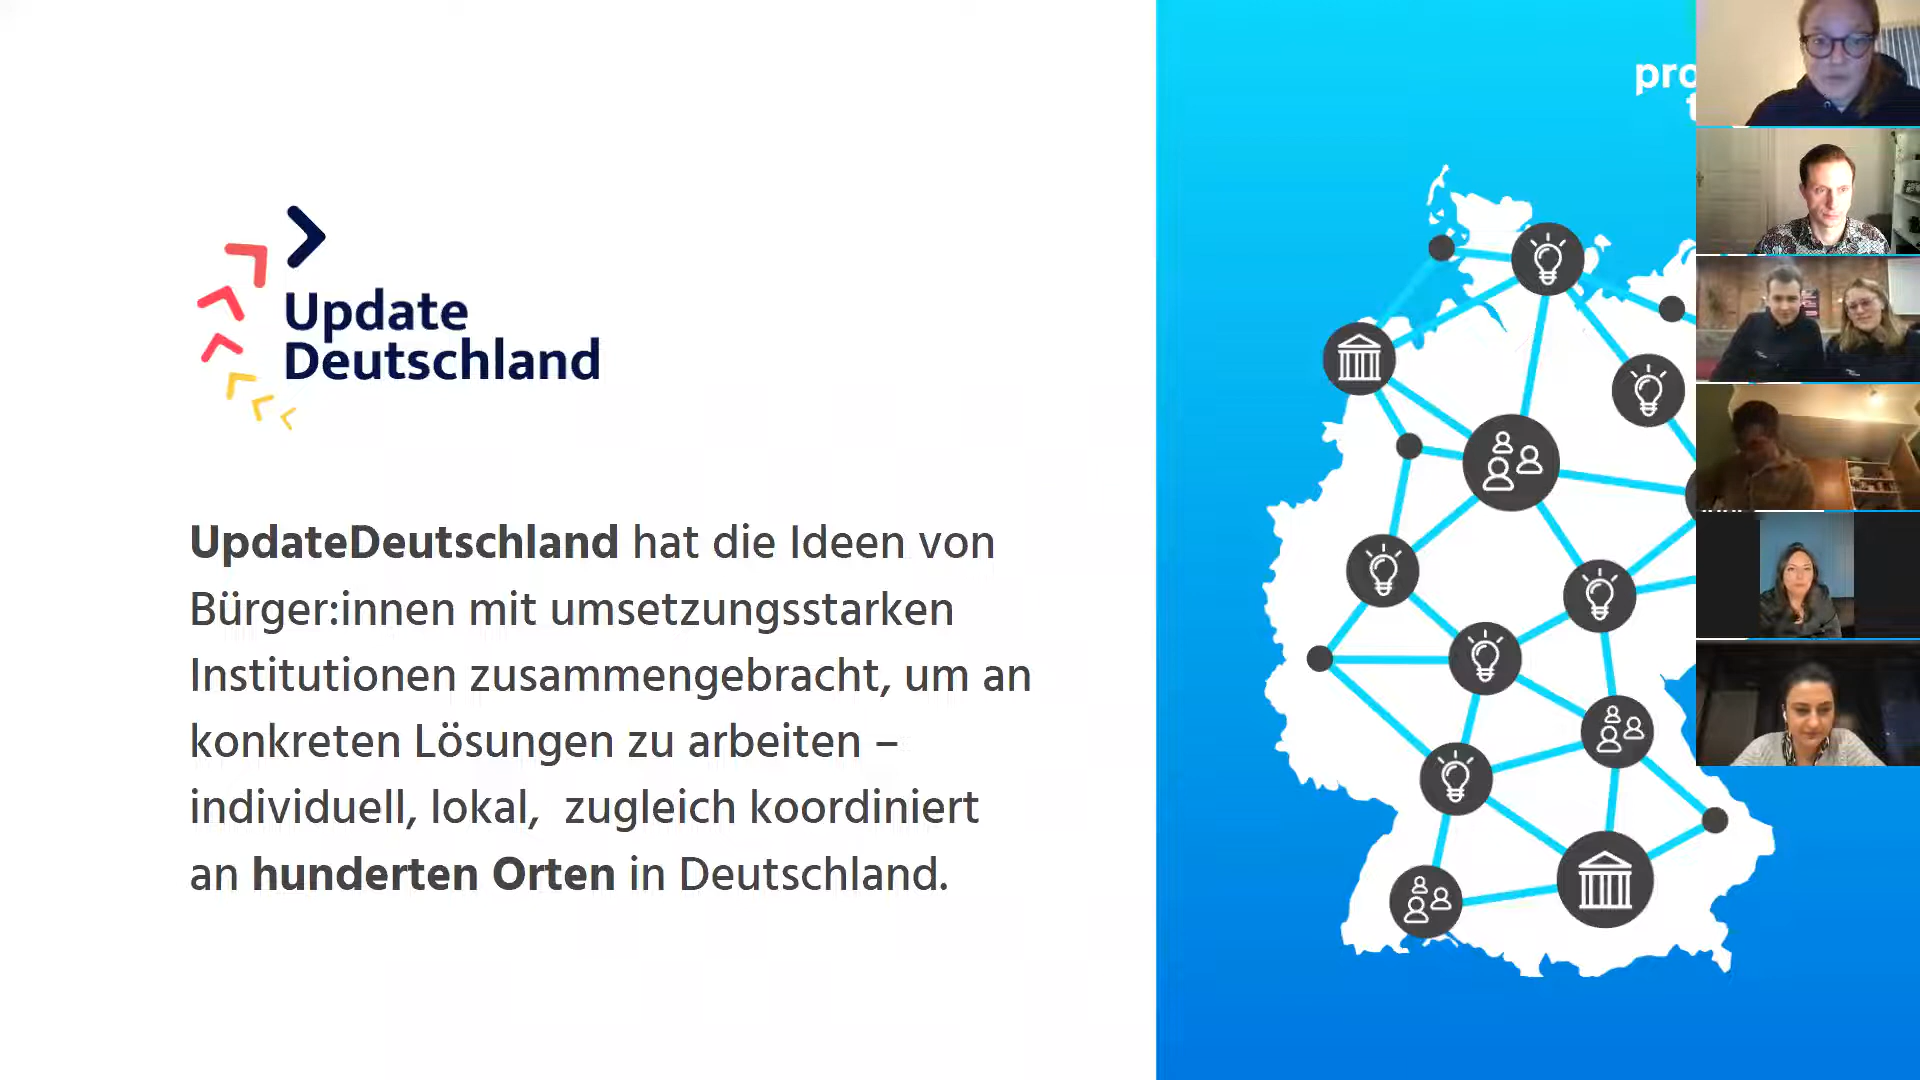 Update
Deutschland
UpdateDeutschland hat die Ideen von
Bürger:innen mit umsetzungsstarken
Institutionen zusammengebracht, um an
konkreten Lösungen zu arbeiten –
individuell, lokal,  zugleich koordiniert
an hunderten Orten in Deutschland.